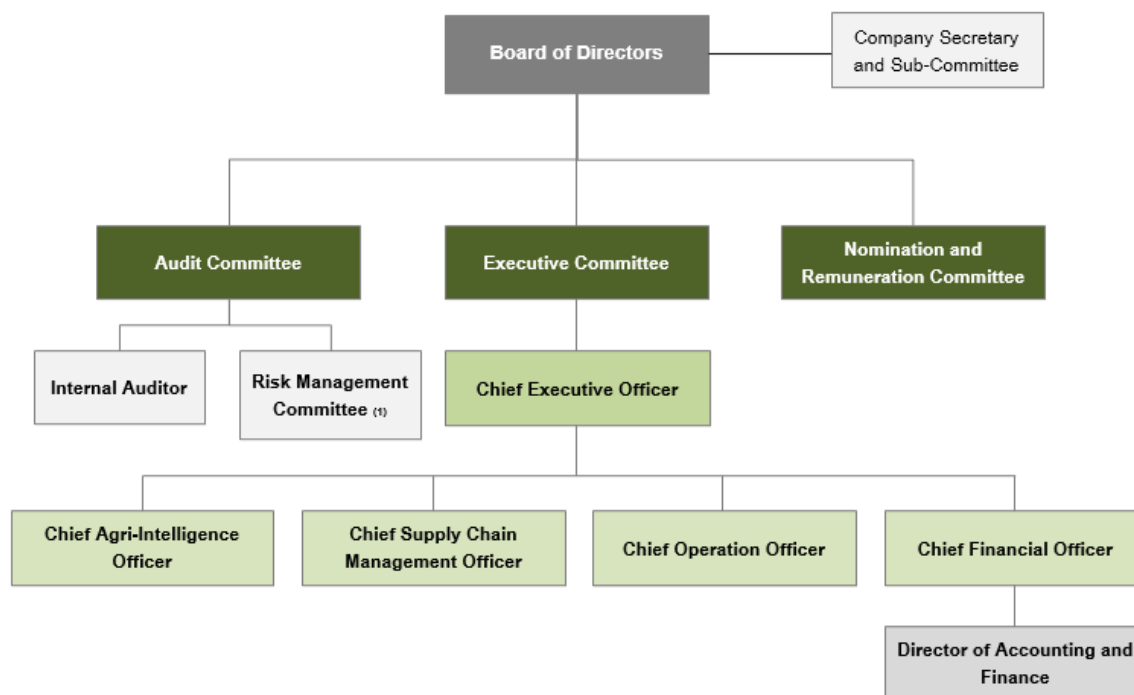 Board of Directors
Company Secretary
and Sub-Committee
Audit Committee
Executive Committee
Nomination and
Remuneration Committee
Internal Auditor
Risk Management
Committee (1)
Chief Executive Officer
Chief Agri-Intelligence
Officer
Chief Supply Chain
Management Officer
Chief Operation Officer
Chief Financial Officer
Director of Accounting and
Finance